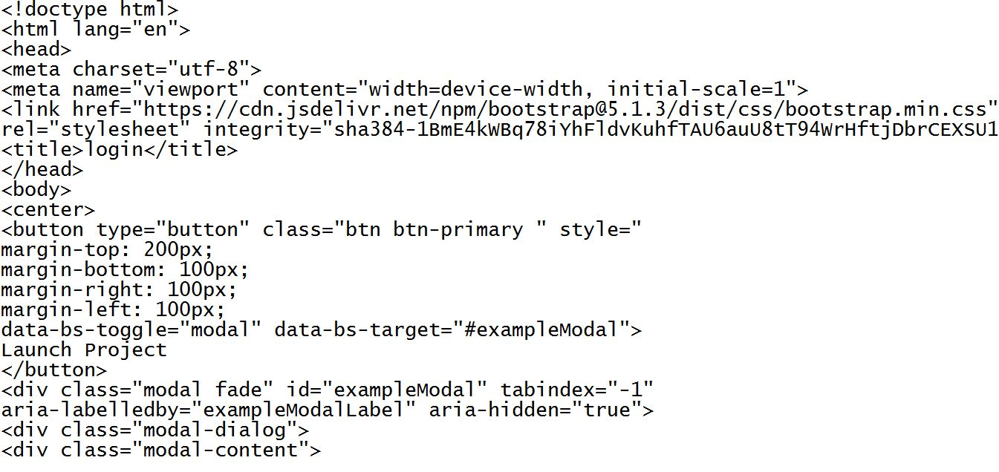 <!doctype html>
<html lang="en">
<head>
<meta charset="utf-8">
<meta name="viewport" content="width=device-width, initial-scale=1">
<link href="https://cdn.jsdelivr.net/npm/bootstrap@5.1.3/dist/css/bootstrap.min.css"
rel="stylesheet" integrity="sha384-1BmE4kWBq78iYhFldvKuhfTAU6auU8tT94WrHftjDbrCEXSU1
<title>login</title>
</head>
<body>
<center>
<button type="button" class="btn btn-primary " style="
margin-top: 200px;
margin-bottom: 100px;
margin-right: 100px;
margin-left: 100px;
data-bs-toggle="modal" data-bs-target="#exampleModal">
Launch Project
</button>
<div class="modal fade" id="exampleModal" tabindex="-1"
aria-labelledby="exampleModalLabel" aria-hidden="true">
<div class="modal-dialog">
<div class="modal-content">